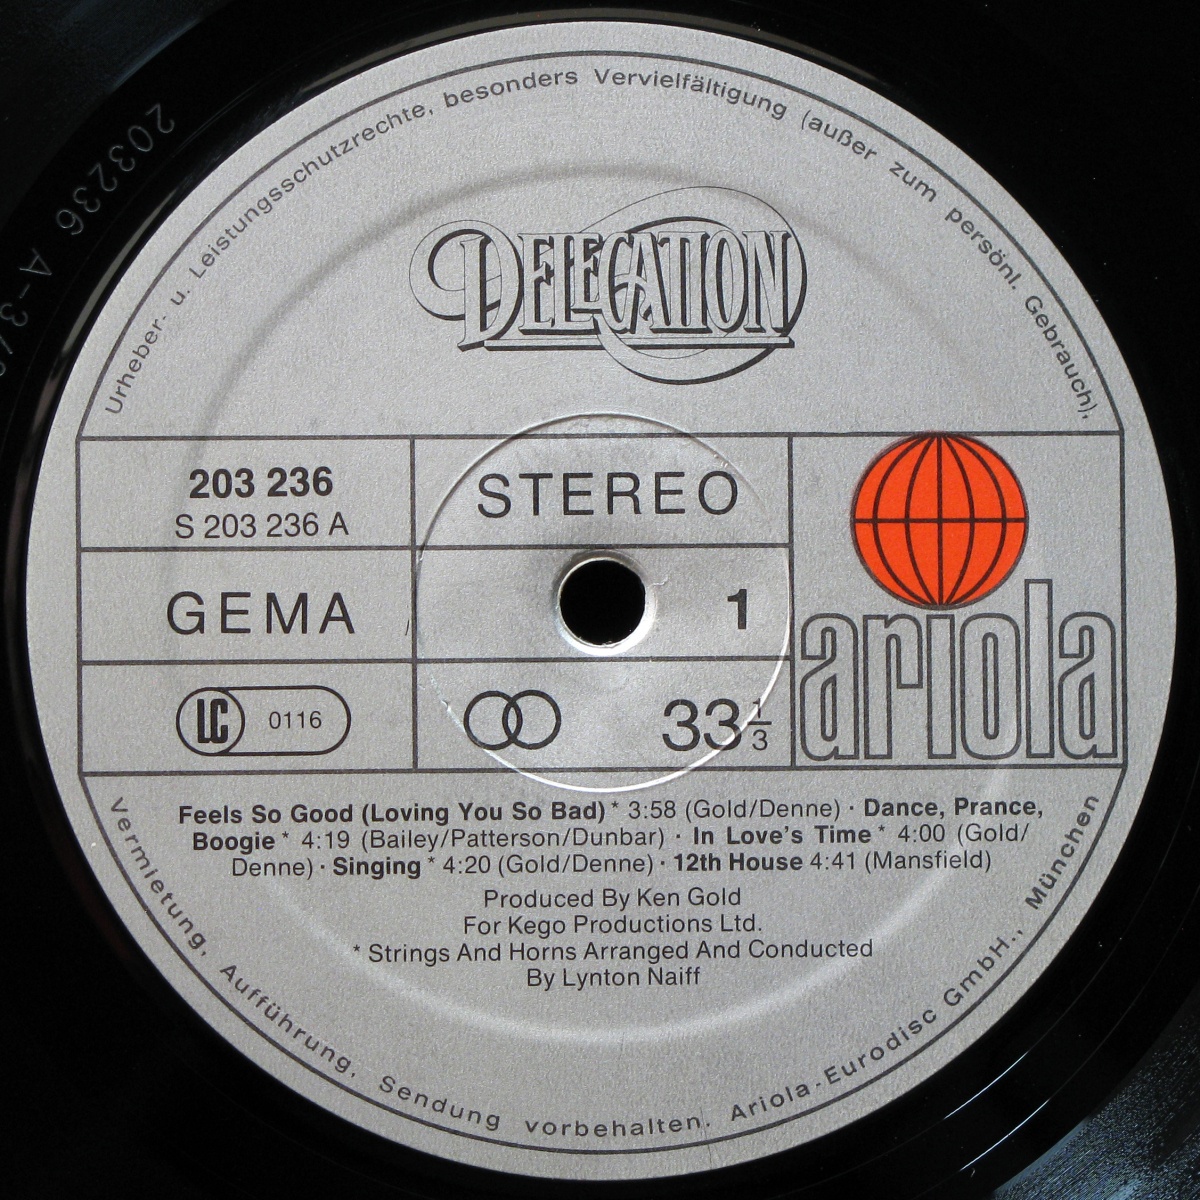 Urheber- u. Leistungsschutzrechte, besonders Vervielfältigung (außer zum persönl. Gebrauch),
203236 A-3
DELEGATION
203 236
S 203 236 A
STEREO
GEMA
1
LC 0116
33 1/3
ariola
Feels So Good (Loving You So Bad)* 3:58 (Gold/Denne) · Dance, Prance,
Boogie* 4:19 (Bailey/Patterson/Dunbar) · In Love's Time* 4:00 (Gold/
Denne) · Singing* 4:20 (Gold/Denne) · 12th House 4:41 (Mansfield)
Produced By Ken Gold
For Kego Productions Ltd.
* Strings And Horns Arranged And Conducted
By Lynton Naiff
Vermietung, Aufführung, Sendung vorbehalten. Ariola-Eurodisc GmbH., München